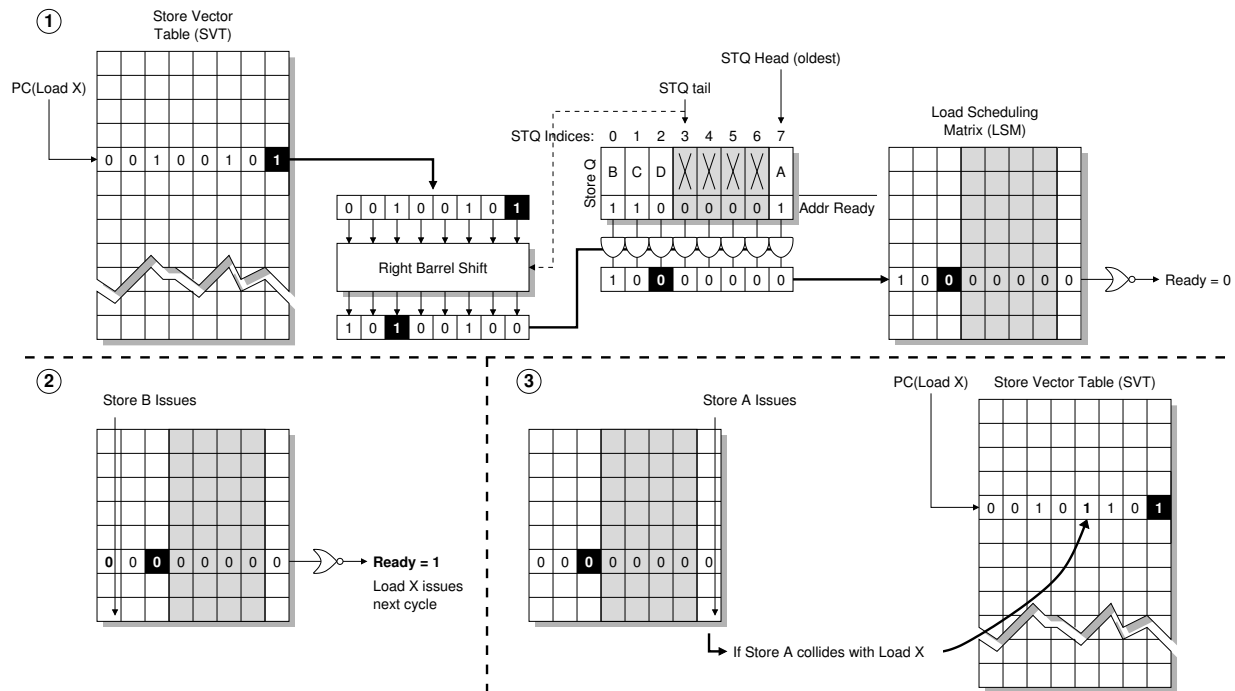 1
Store Vector
Table (SVT)
PC(Load X)
0 0 1 0 0 1 0 1
0 0 1 0 0 1 0 1
Right Barrel Shift
1 0 1 0 0 1 0 0
STQ Head (oldest)
STQ tail
STQ Indices: 0 1 2 3 4 5 6 7
Store Q
B C D A
1 1 0 0 0 0 0 1 Addr Ready
1 0 0 0 0 0 0 0
Load Scheduling
Matrix (LSM)
1 0 0 0 0 0 0 0
Ready = 0
2
Store B Issues
0 0 0 0 0 0 0 0
Ready = 1
Load X issues
next cycle
3
Store A Issues
0 0 0 0 0 0 0 0
If Store A collides with Load X
PC(Load X)
Store Vector Table (SVT)
0 0 1 0 1 1 0 1